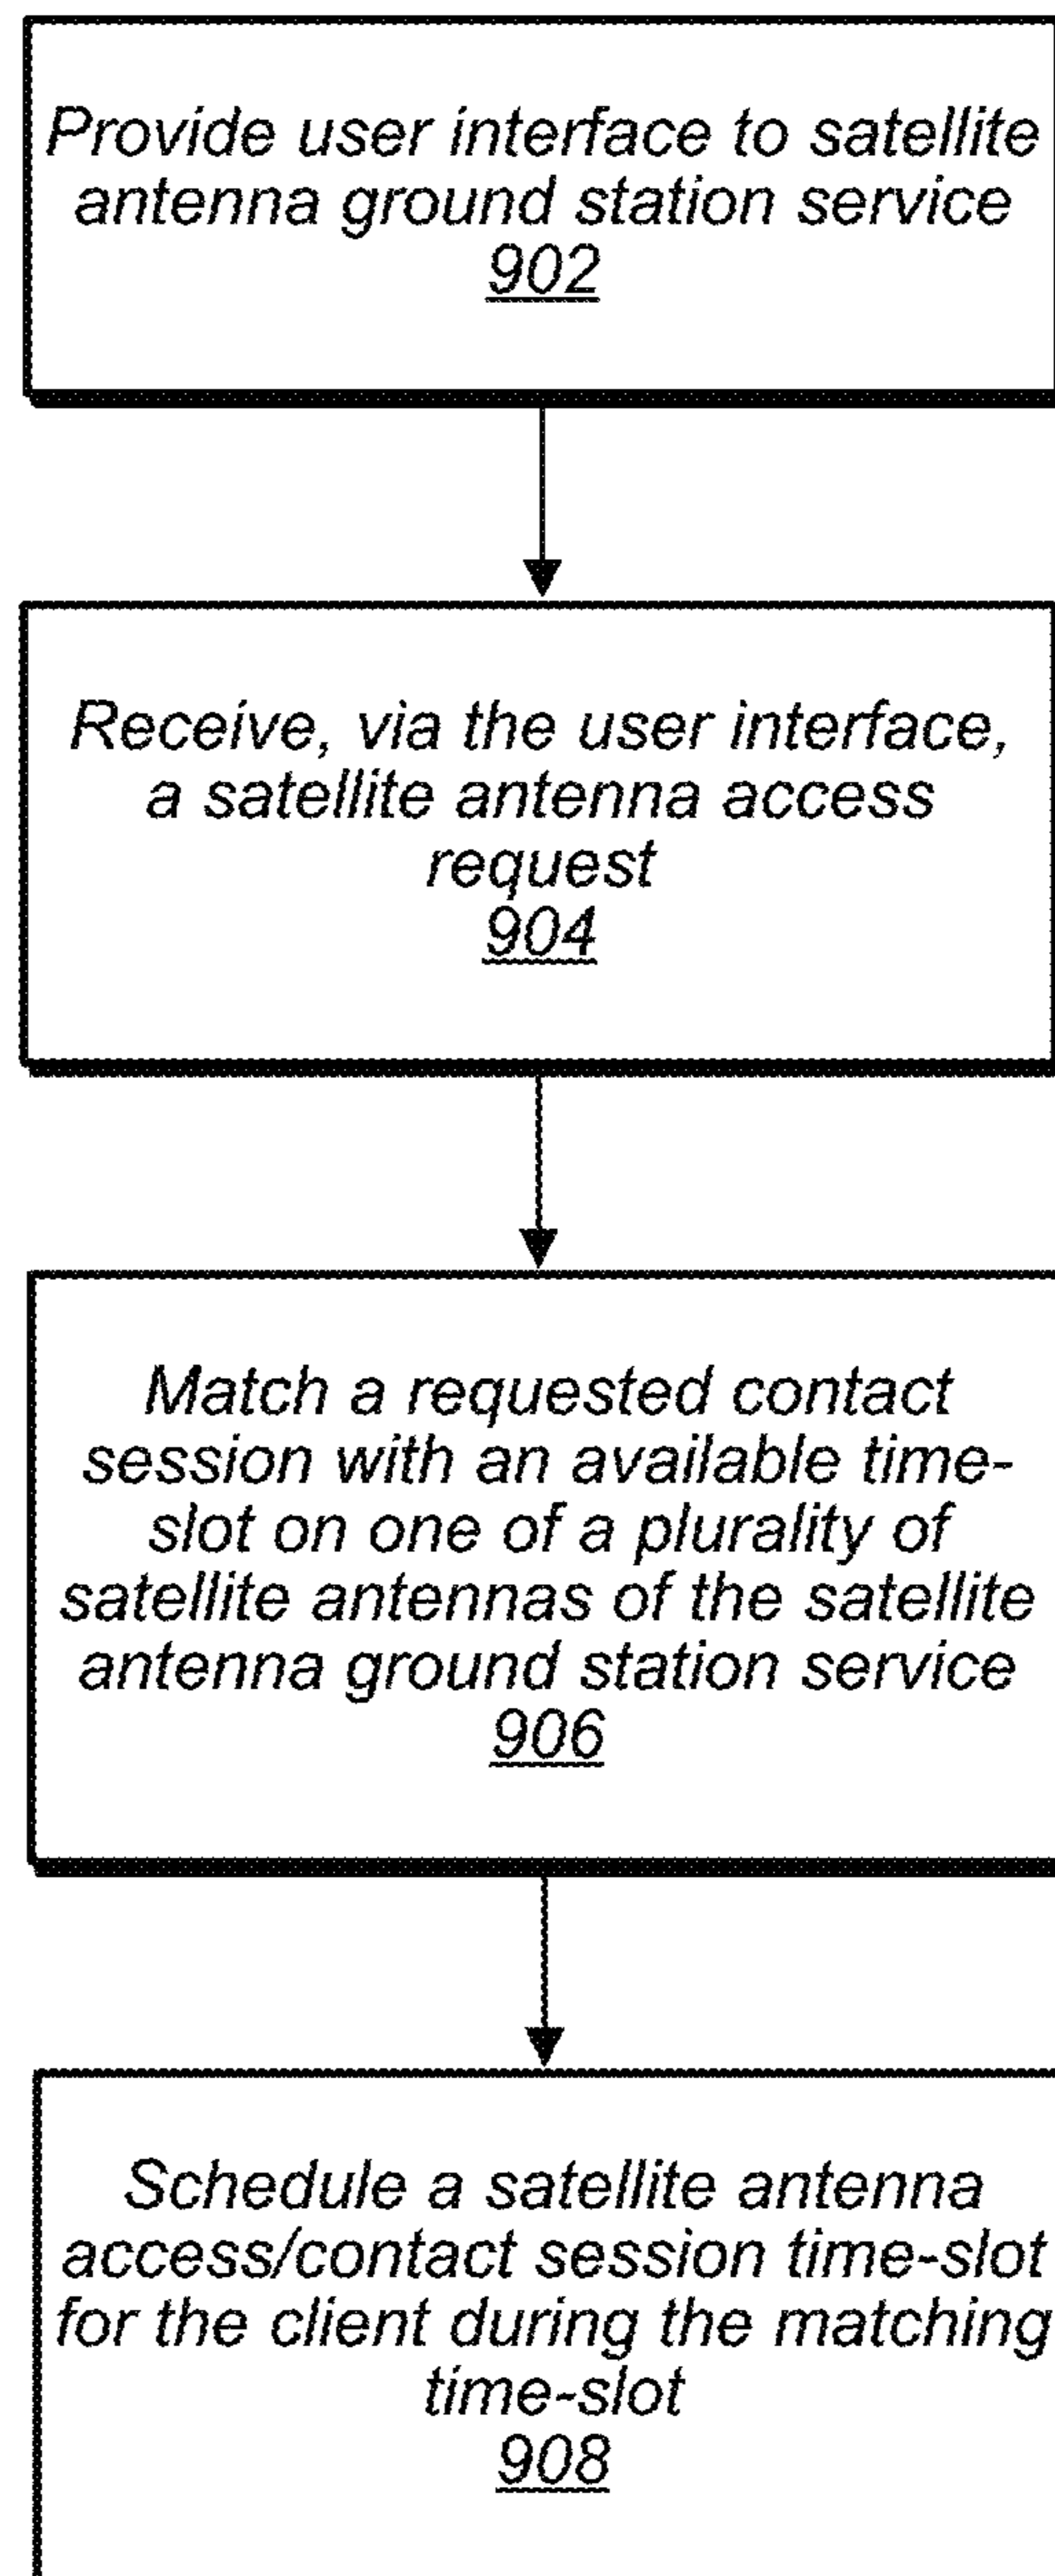 Provide user interface to satellite
antenna ground station service
902
Receive, via the user interface,
a satellite antenna access
request
904
Match a requested contact
session with an available time-
slot on one of a plurality of
satellite antennas of the satellite
antenna ground station service
906
Schedule a satellite antenna
access/contact session time-slot
for the client during the matching
time-slot
908